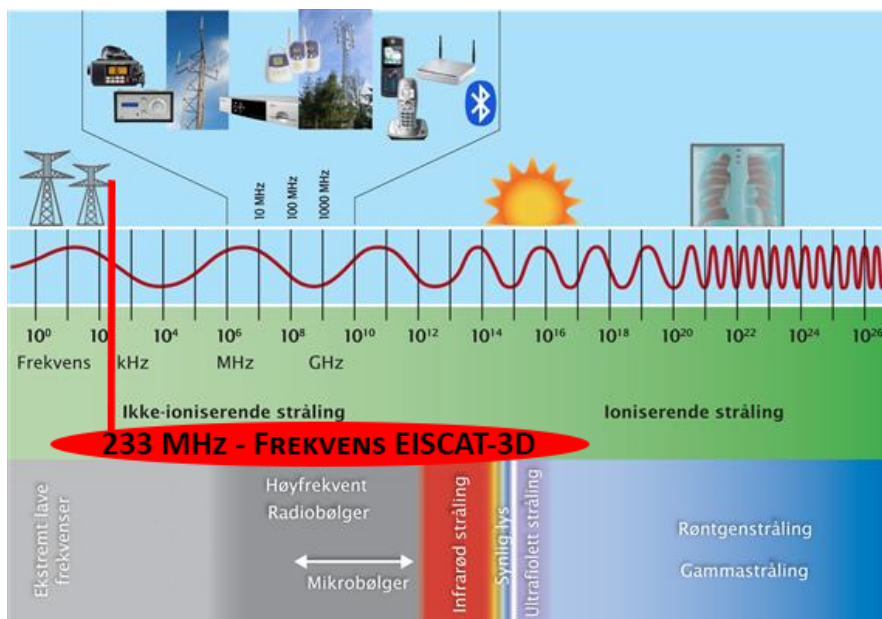 10 MHz
100 MHz
1000 MHz
10⁰ 10 10⁴ 10⁶ 10⁸ 10¹⁰ 10¹² 10¹⁴ 10¹⁶ 10¹⁸ 10²⁰ 10²² 10²⁴ 10²⁶
Frekvens kHz MHz GHz
Ikke-ioniserende stråling Ioniserende stråling
233 MHz - Frekvens EISCAT-3D
Ekstremt lave
frekvenser
Høyfrekvent
Radiobølger
Mikrobølger
Infrarød stråling
Synlig lys
Ultrafiolett stråling
Røntgenstråling
Gammastråling